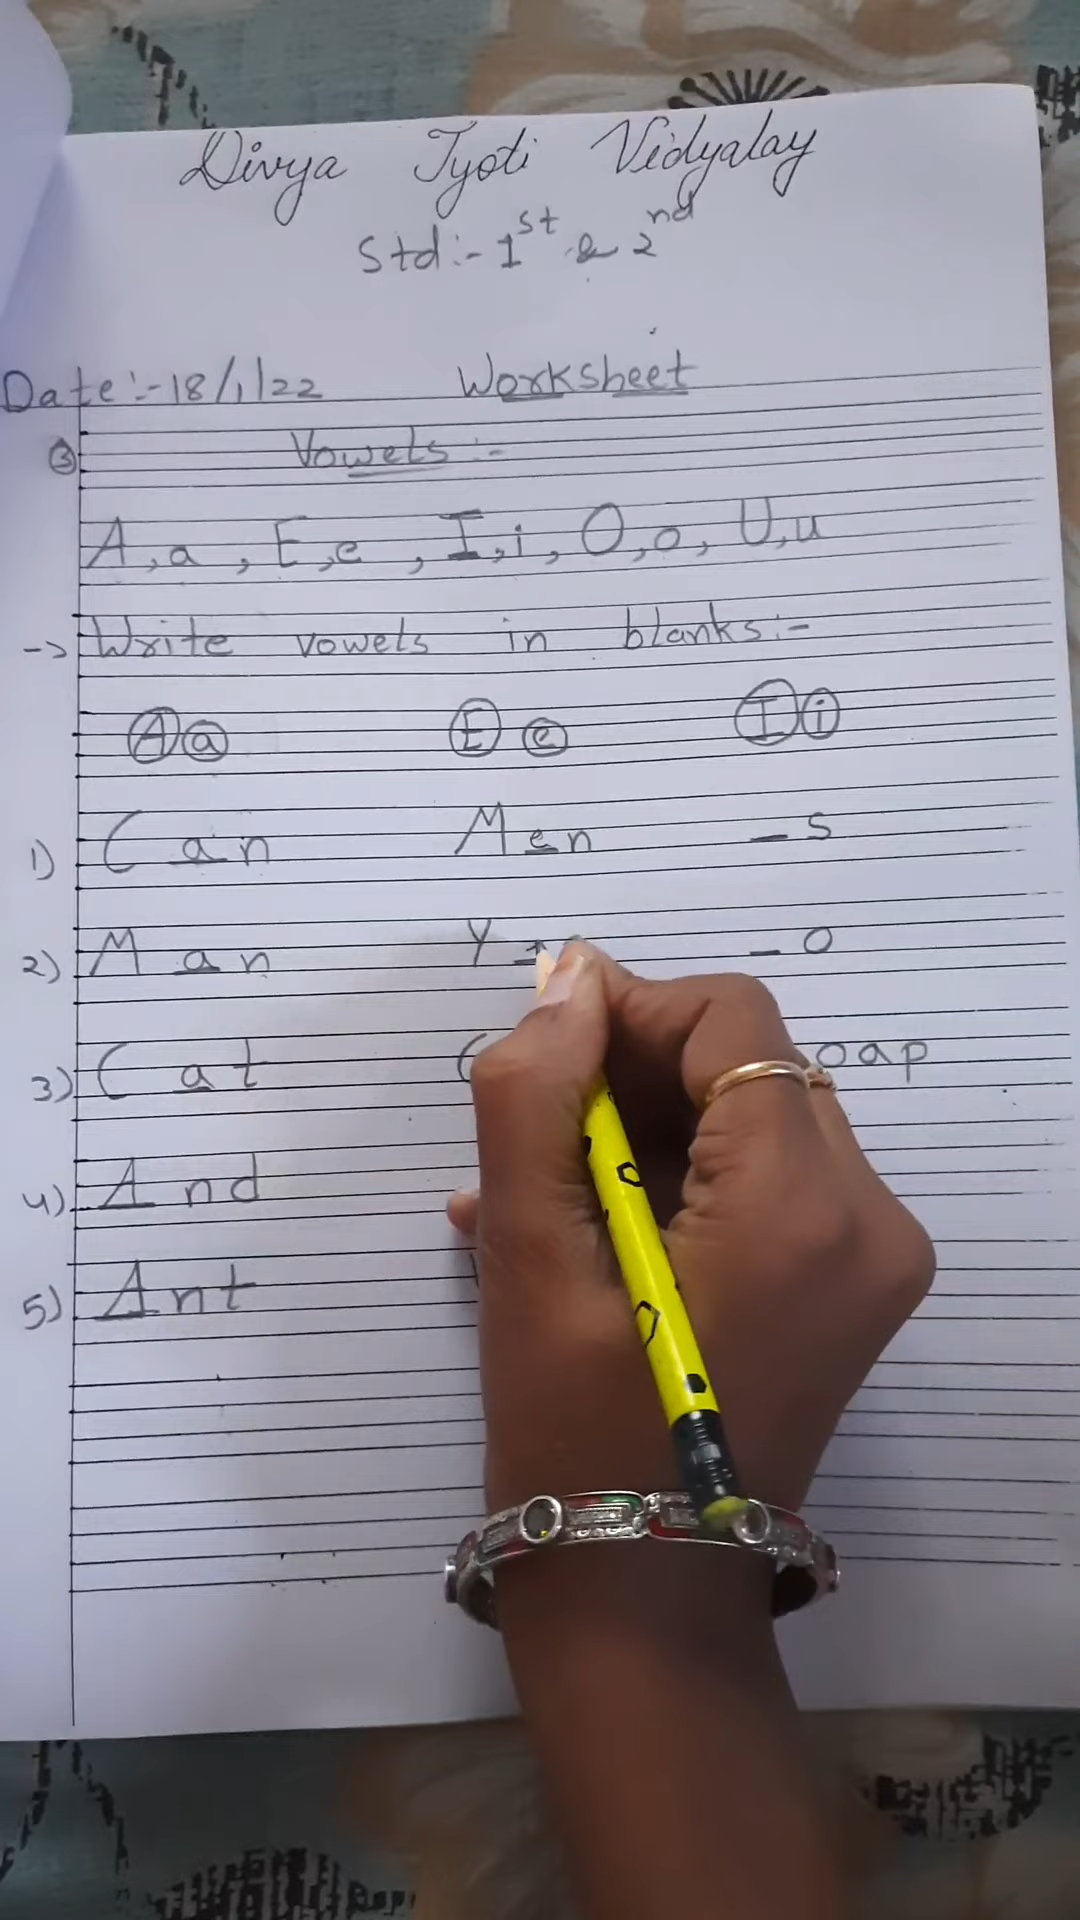 Divya Jyoti Vidyalay
Std:- 1st & 2nd
Date:-18/1/22 Worksheet
③ Vowels:-
A,a, E,e, I,i, O,o, U,u
-> Write vowels in blanks:-
A a E e I i
1) Can Men _s
2) Man Y _o
3) Cat C oap
4) And
5) Ant